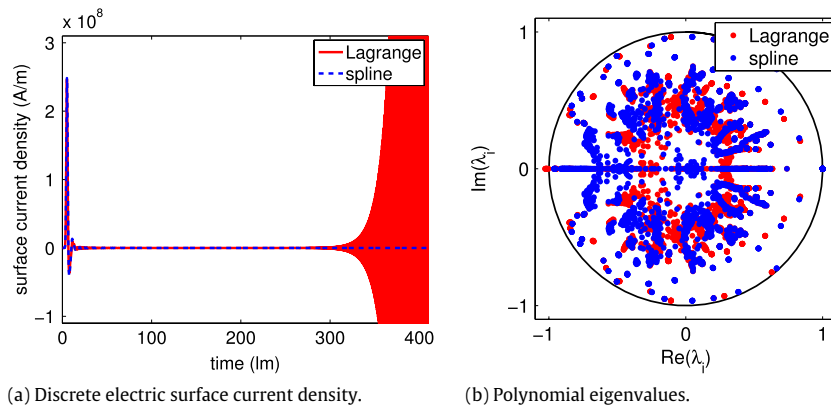 x 10^8
3
2
1
0
-1
surface current density (A/m)
0
100
200
300
400
time (lm)
Lagrange
spline
(a) Discrete electric surface current density.
1
0
-1
Im(λi)
-1
0
1
Re(λi)
Lagrange
spline
(b) Polynomial eigenvalues.